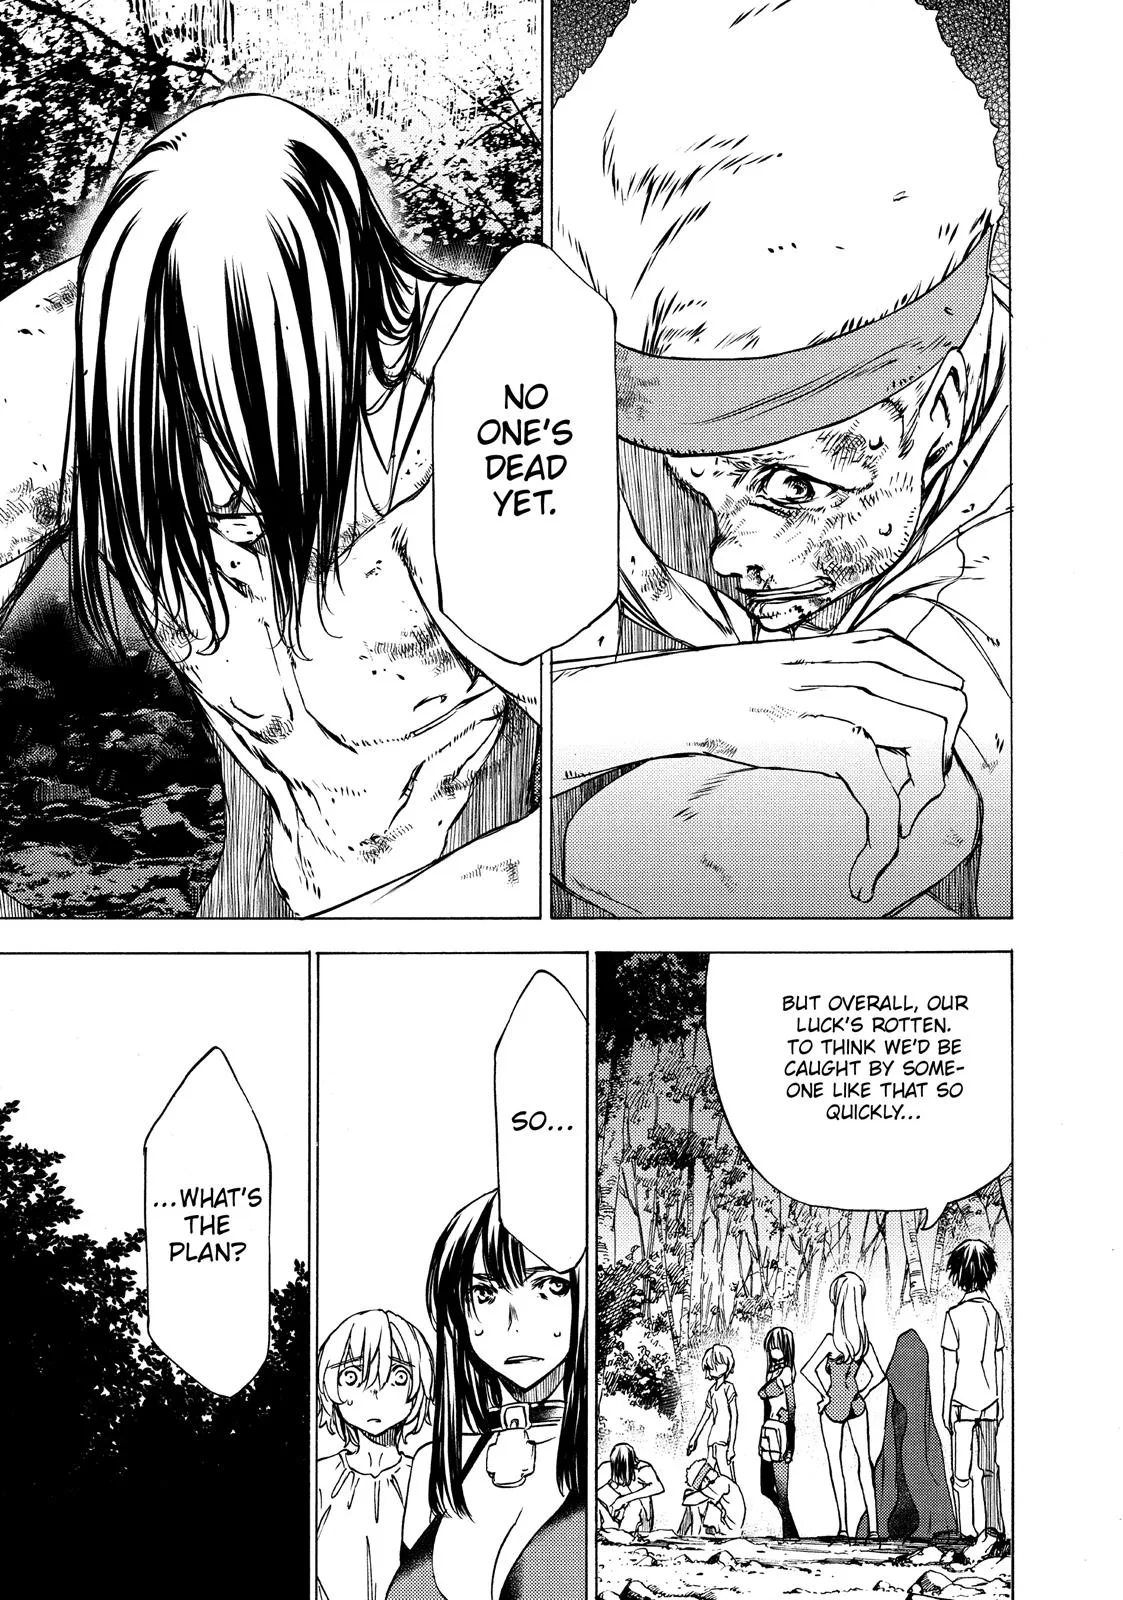 NO
ONE'S
DEAD
YET.
BUT OVERALL, OUR
LUCK'S ROTTEN.
TO THINK WE'D BE
CAUGHT BY SOME-
ONE LIKE THAT SO
QUICKLY...
SO...
...WHAT'S
THE
PLAN?